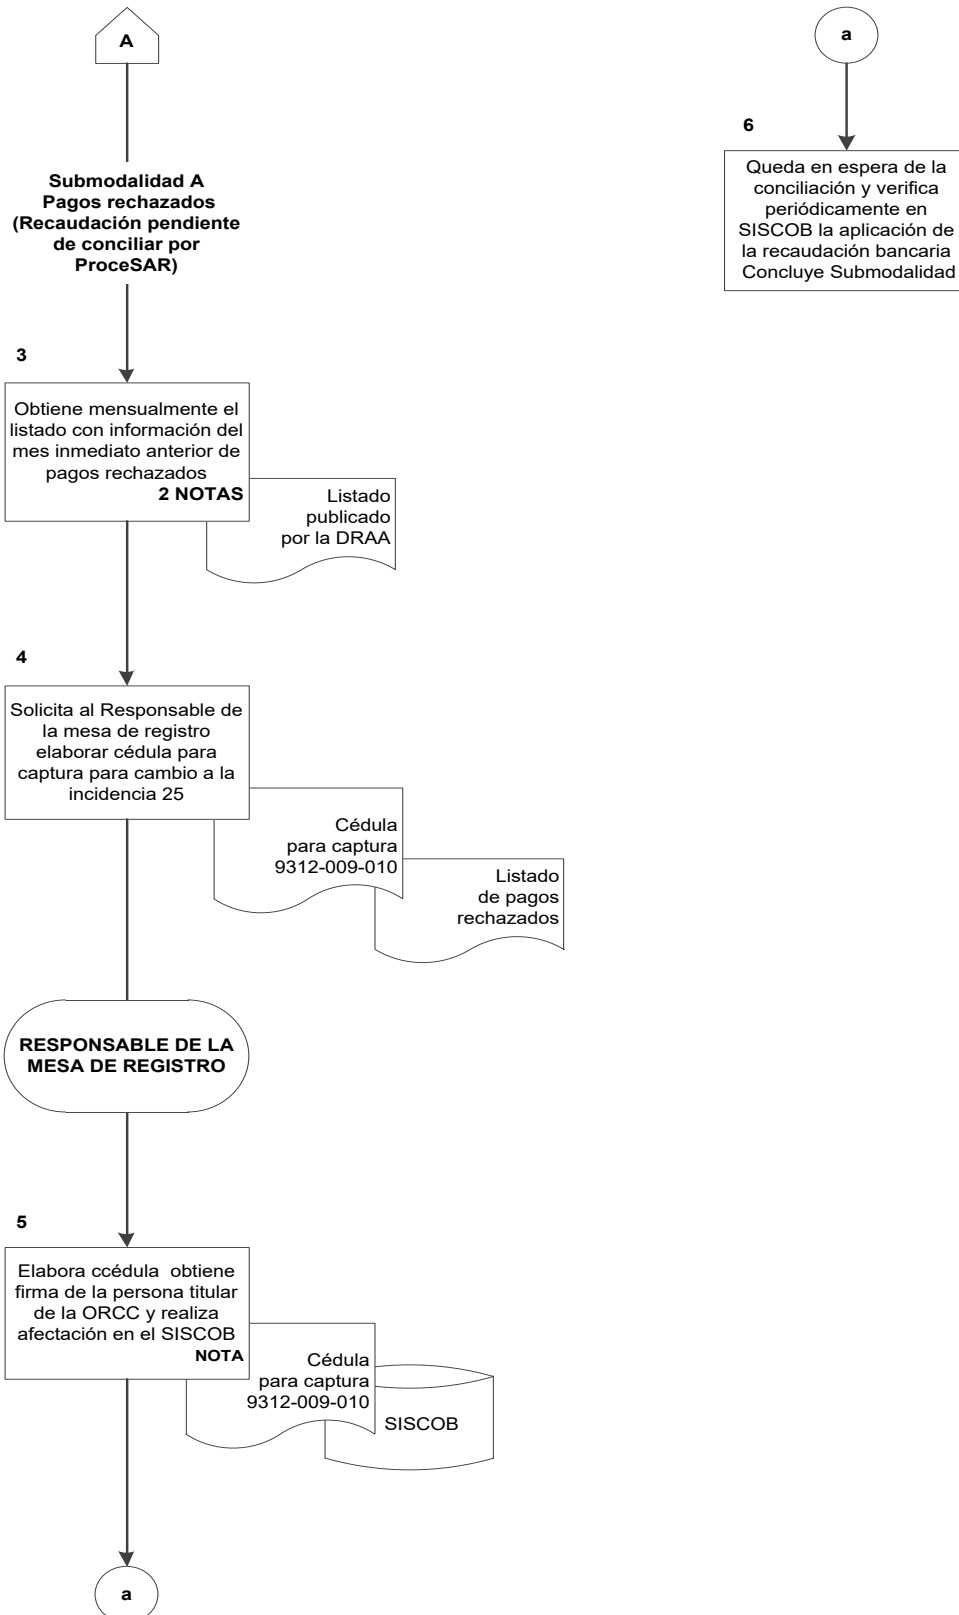 A
Submodalidad A
Pagos rechazados
(Recaudación pendiente
de conciliar por
ProceSAR)
3
Obtiene mensualmente el
listado con información del
mes inmediato anterior de
pagos rechazados
2 NOTAS
Listado
publicado
por la DRAA
4
Solicita al Responsable de
la mesa de registro
elaborar cédula para
captura para cambio a la
incidencia 25
Cédula
para captura
9312-009-010
Listado
de pagos
rechazados
RESPONSABLE DE LA
MESA DE REGISTRO
5
Elabora ccédula obtiene
firma de la persona titular
de la ORCC y realiza
afectación en el SISCOB
NOTA
Cédula
para captura
9312-009-010
SISCOB
a
a
6
Queda en espera de la
conciliación y verifica
periódicamente en
SISCOB la aplicación de
la recaudación bancaria
Concluye Submodalidad